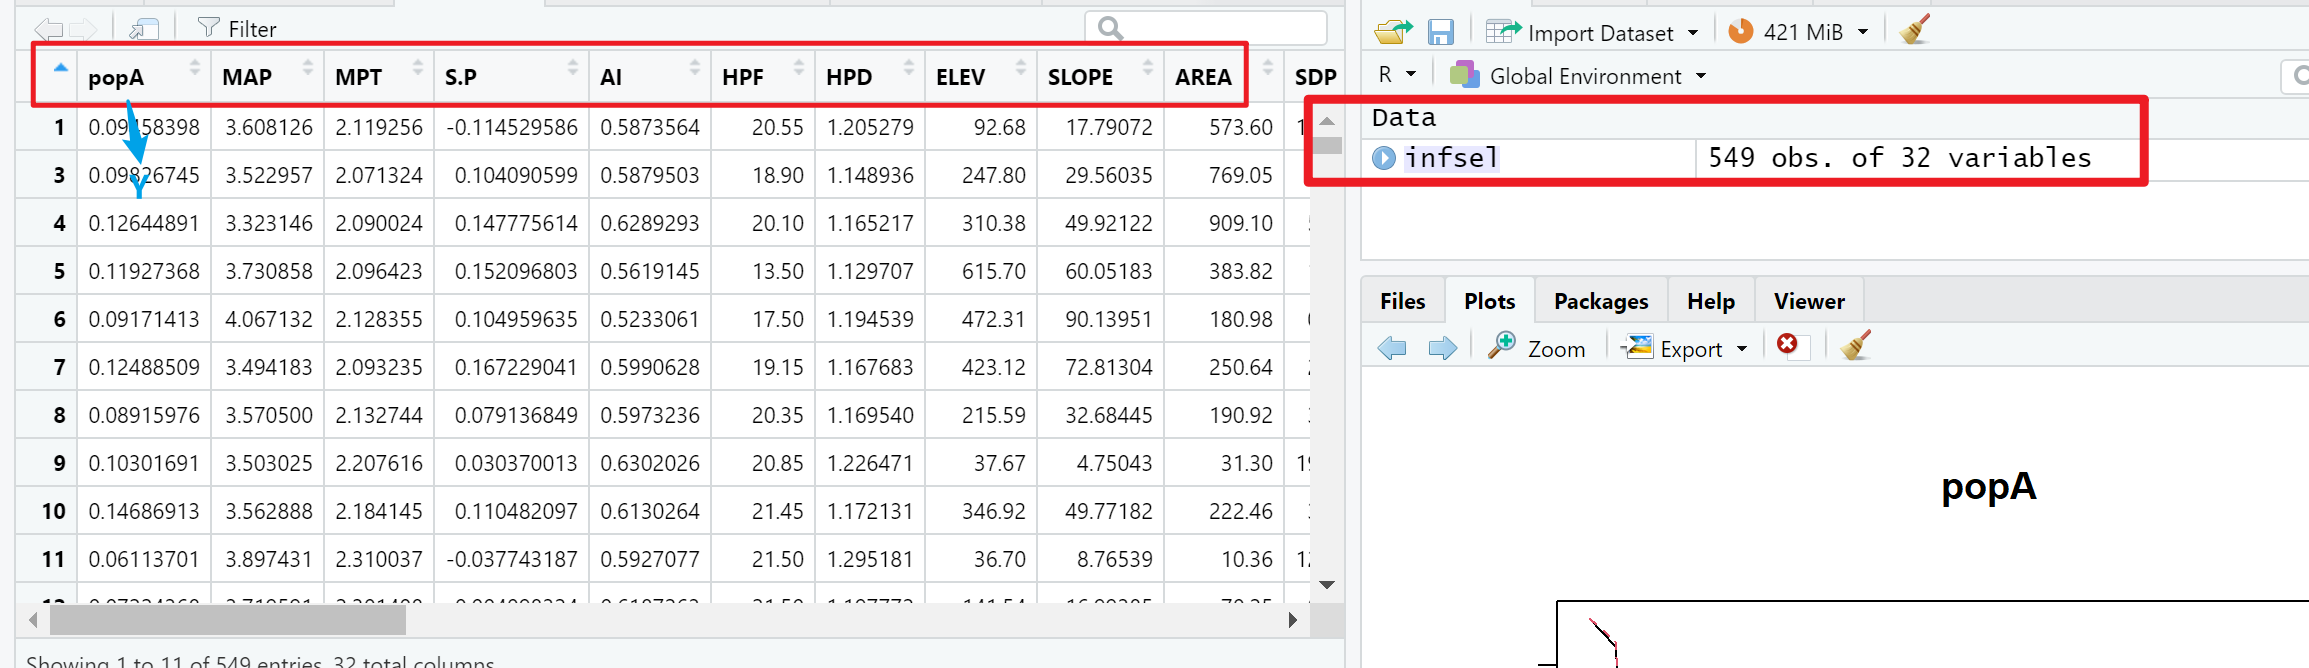 Filter
popA MAP MPT S.P AI HPF HPD ELEV SLOPE AREA SDP
1 0.09458398 3.608126 2.119256 -0.114529586 0.5873564 20.55 1.205279 92.68 17.79072 573.60 1
3 0.09826745 3.522957 2.071324 0.104090599 0.5879503 18.90 1.148936 247.80 29.56035 769.05
Y
4 0.12644891 3.323146 2.090024 0.147775614 0.6289293 20.10 1.165217 310.38 49.92122 909.10
5 0.11927368 3.730858 2.096423 0.152096803 0.5619145 13.50 1.129707 615.70 60.05183 383.82
6 0.09171413 4.067132 2.128355 0.104959635 0.5233061 17.50 1.194539 472.31 90.13951 180.98
7 0.12488509 3.494183 2.093235 0.167229041 0.5990628 19.15 1.167683 423.12 72.81304 250.64
8 0.08915976 3.570500 2.132744 0.079136849 0.5973236 20.35 1.169540 215.59 32.68445 190.92
9 0.10301691 3.503025 2.207616 0.030370013 0.6302026 20.85 1.226471 37.67 4.75043 31.30
10 0.14686913 3.562888 2.184145 0.110482097 0.6130264 21.45 1.172131 346.92 49.77182 222.46
11 0.06113701 3.897431 2.310037 -0.037743187 0.5927077 21.50 1.295181 36.70 8.76539 10.36
Showing 1 to 11 of 549 entries, 32 total columns
Import Dataset 421 MiB
R Global Environment
Data
infsel 549 obs. of 32 variables
Files Plots Packages Help Viewer
Zoom Export
popA